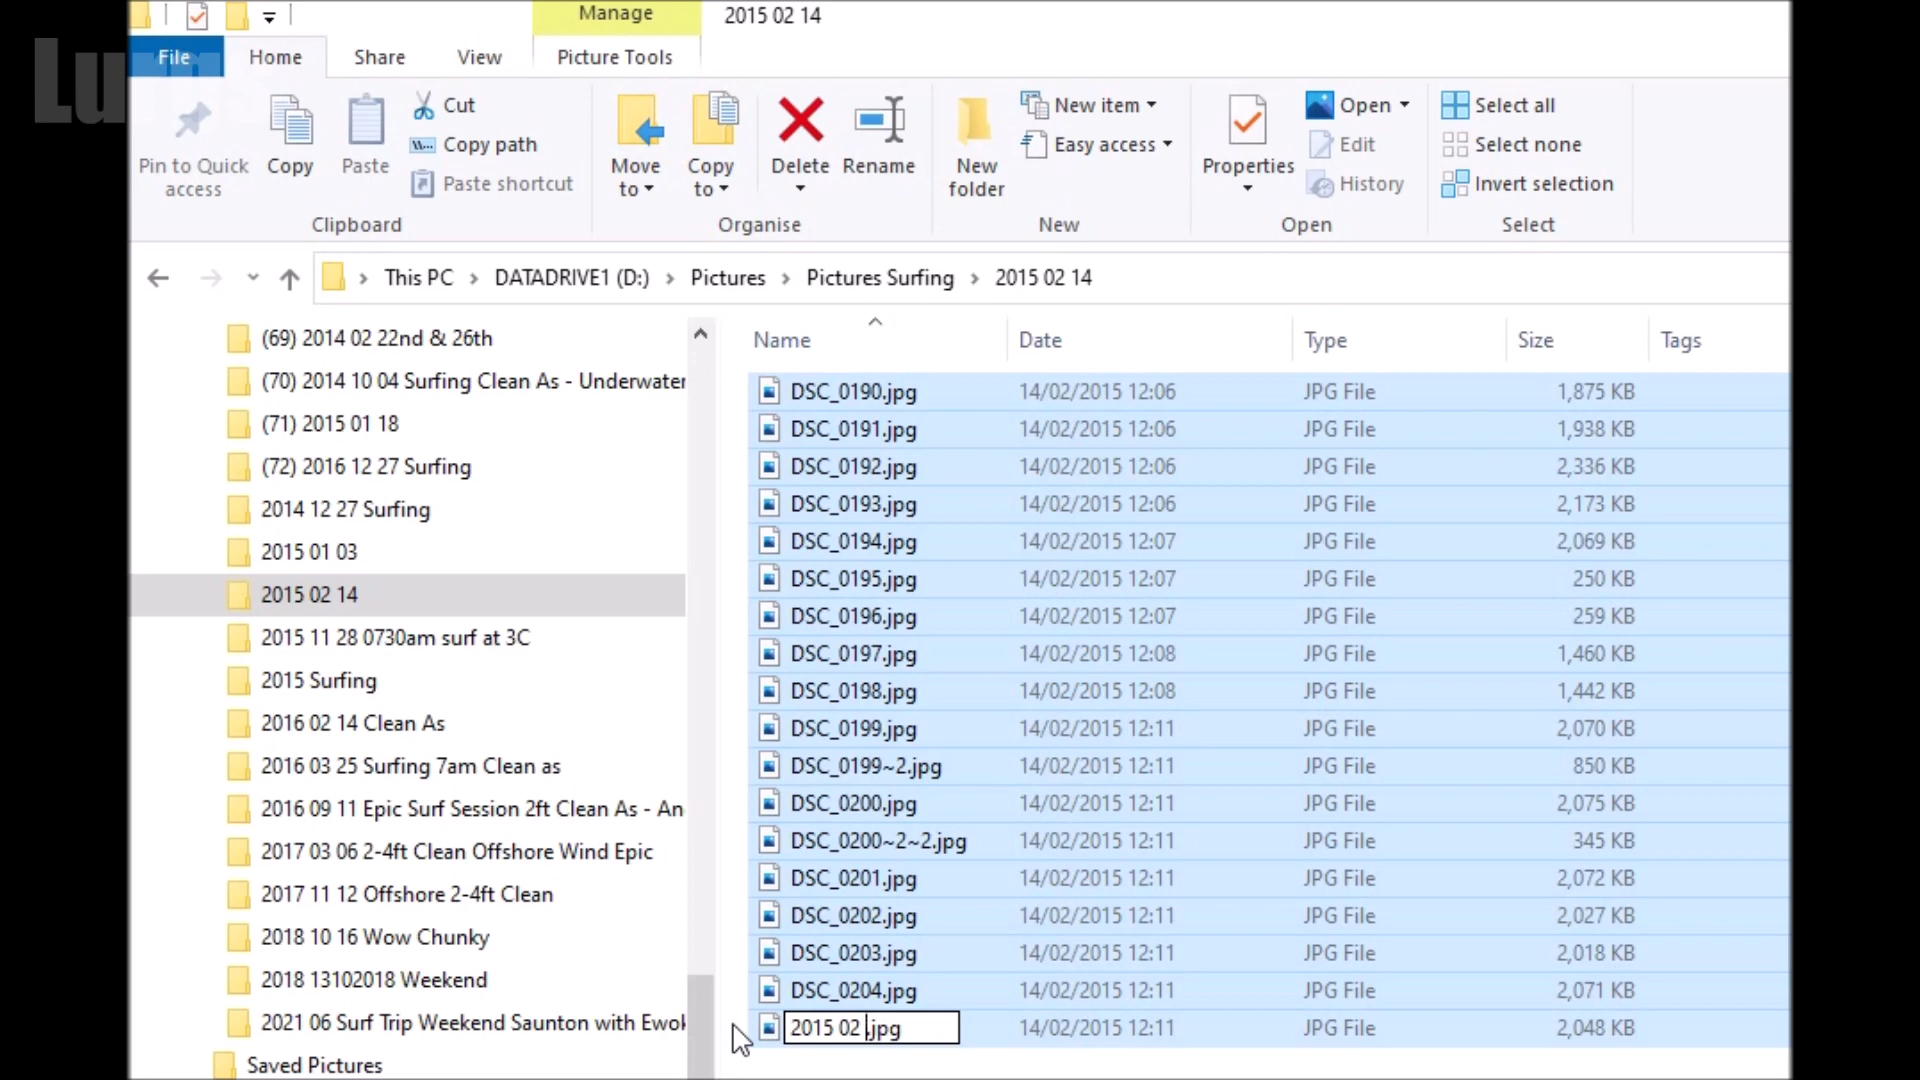 Manage
2015 02 14
File
Home
Share
View
Picture Tools
Pin to Quick access
Copy
Paste
Cut
Copy path
Paste shortcut
Clipboard
Move to
Copy to
Delete
Rename
Organise
New folder
New item
Easy access
New
Properties
Open
Edit
History
Open
Select all
Select none
Invert selection
Select
This PC > DATADRIVE1 (D:) > Pictures > Pictures Surfing > 2015 02 14
(69) 2014 02 22nd & 26th
(70) 2014 10 04 Surfing Clean As - Underwater
(71) 2015 01 18
(72) 2016 12 27 Surfing
2014 12 27 Surfing
2015 01 03
2015 02 14
2015 11 28 0730am surf at 3C
2015 Surfing
2016 02 14 Clean As
2016 03 25 Surfing 7am Clean as
2016 09 11 Epic Surf Session 2ft Clean As - An
2017 03 06 2-4ft Clean Offshore Wind Epic
2017 11 12 Offshore 2-4ft Clean
2018 10 16 Wow Chunky
2018 13102018 Weekend
2021 06 Surf Trip Weekend Saunton with Ewok
Saved Pictures
Name Date Type Size Tags
DSC_0190.jpg 14/02/2015 12:06 JPG File 1,875 KB
DSC_0191.jpg 14/02/2015 12:06 JPG File 1,938 KB
DSC_0192.jpg 14/02/2015 12:06 JPG File 2,336 KB
DSC_0193.jpg 14/02/2015 12:06 JPG File 2,173 KB
DSC_0194.jpg 14/02/2015 12:07 JPG File 2,069 KB
DSC_0195.jpg 14/02/2015 12:07 JPG File 250 KB
DSC_0196.jpg 14/02/2015 12:07 JPG File 259 KB
DSC_0197.jpg 14/02/2015 12:08 JPG File 1,460 KB
DSC_0198.jpg 14/02/2015 12:08 JPG File 1,442 KB
DSC_0199.jpg 14/02/2015 12:11 JPG File 2,070 KB
DSC_0199~2.jpg 14/02/2015 12:11 JPG File 850 KB
DSC_0200.jpg 14/02/2015 12:11 JPG File 2,075 KB
DSC_0200~2~2.jpg 14/02/2015 12:11 JPG File 345 KB
DSC_0201.jpg 14/02/2015 12:11 JPG File 2,072 KB
DSC_0202.jpg 14/02/2015 12:11 JPG File 2,027 KB
DSC_0203.jpg 14/02/2015 12:11 JPG File 2,018 KB
DSC_0204.jpg 14/02/2015 12:11 JPG File 2,071 KB
2015 02 .jpg 14/02/2015 12:11 JPG File 2,048 KB